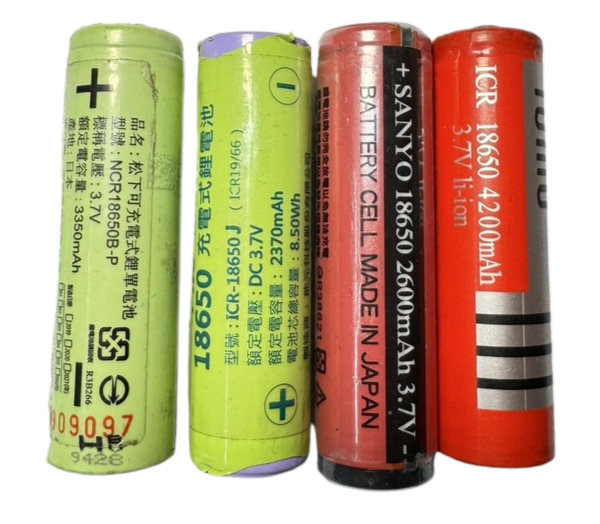 +
品名：松下可充電式鋰單電池
型號：NCR18650B-P
標稱電壓：3.7V
額定電容量：3350mAh
產地：日本
R3B266
909097
9428
18650 充電式鋰電池
型號：ICR-18650J （ICR19/66）
額定電壓：DC 3.7V
額定電容量：2370mAh
電池芯總容量：8.50Wh
+ SANYO 18650 2600mAh 3.7V -
BATTERY CELL MADE IN JAPAN
ICR 18650 4200mAh
3.7V li-ion